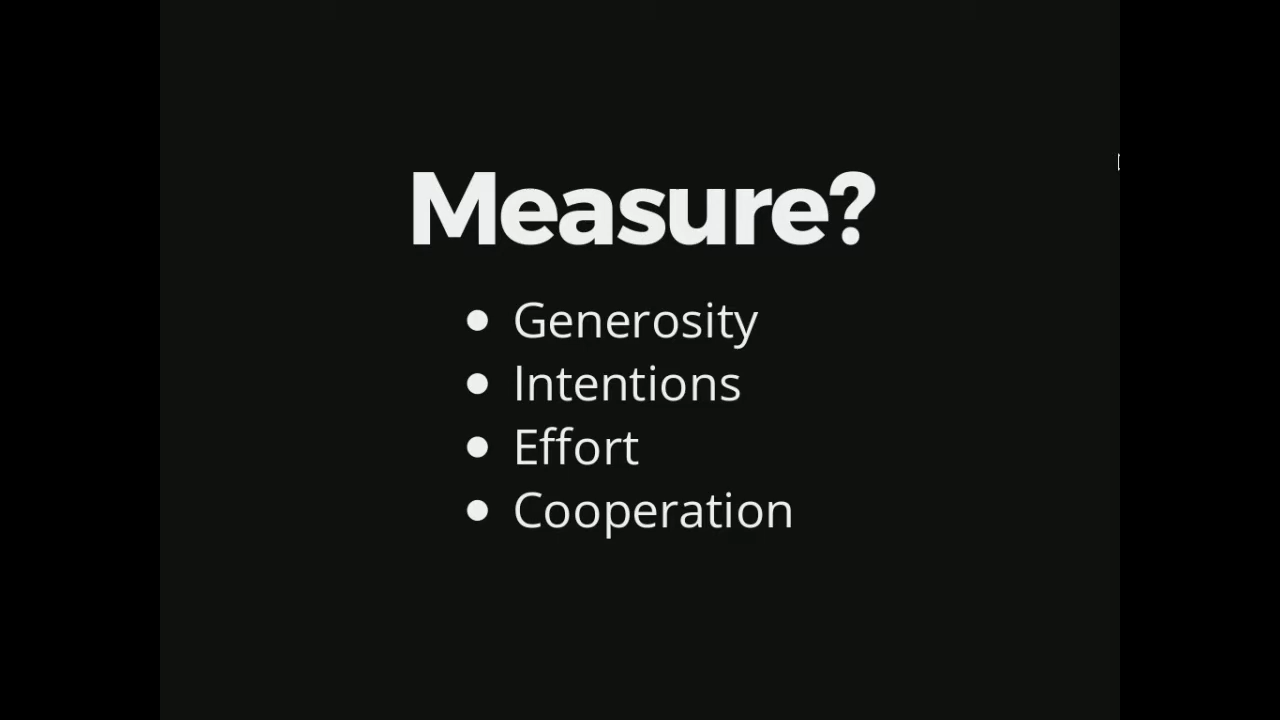 Measure?
Generosity
Intentions
Effort
Cooperation